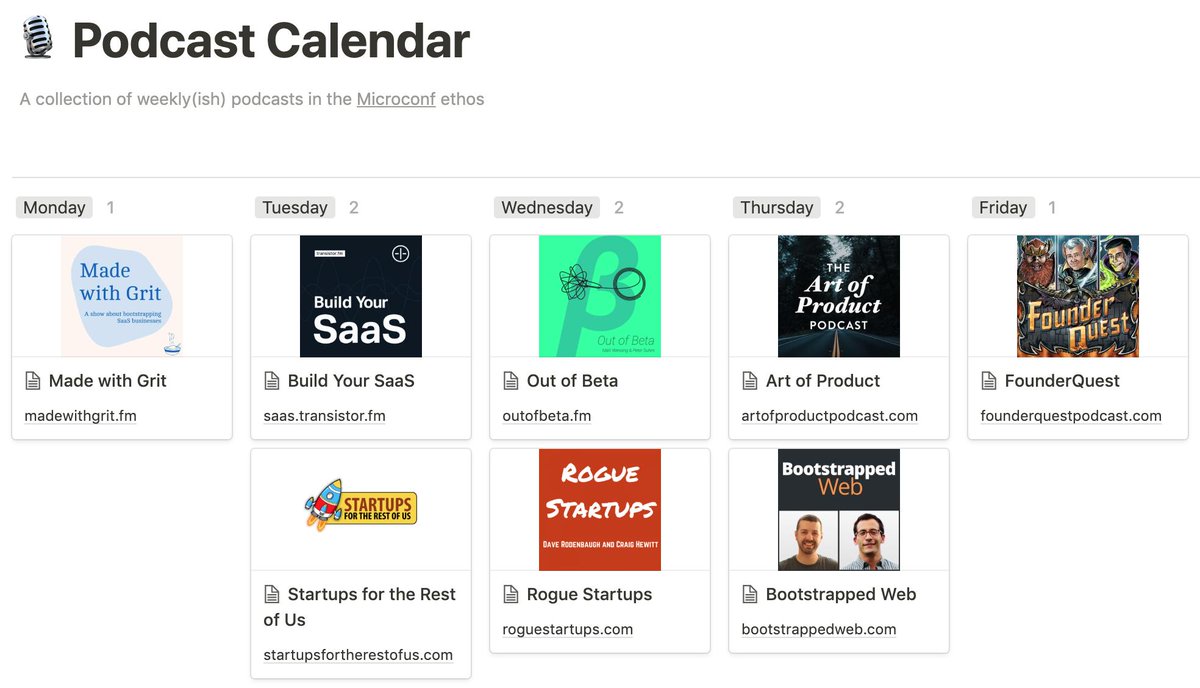 Podcast Calendar
A collection of weekly(ish) podcasts in the Microconf ethos
Monday 1
Made
with Grit
A show about bootstrapping
SaaS businesses
Made with Grit
madewithgrit.fm
Tuesday 2
transistor.fm
Build Your
SaaS
Build Your SaaS
saas.transistor.fm
STARTUPS
FOR THE REST OF US
Startups for the Rest
of Us
startupsfortherestofus.com
Wednesday 2
β
Out of Beta
Out of Beta
outofbeta.fm
ROGUE
STARTUPS
DAVE RODENBAUGH AND CRAIG HEWITT
Rogue Startups
roguestartups.com
Thursday 2
THE
Art of
Product
PODCAST
Art of Product
artofproductpodcast.com
Bootstrapped
Web
Bootstrapped Web
bootstrappedweb.com
Friday 1
Founder
Quest
FounderQuest
founderquestpodcast.com